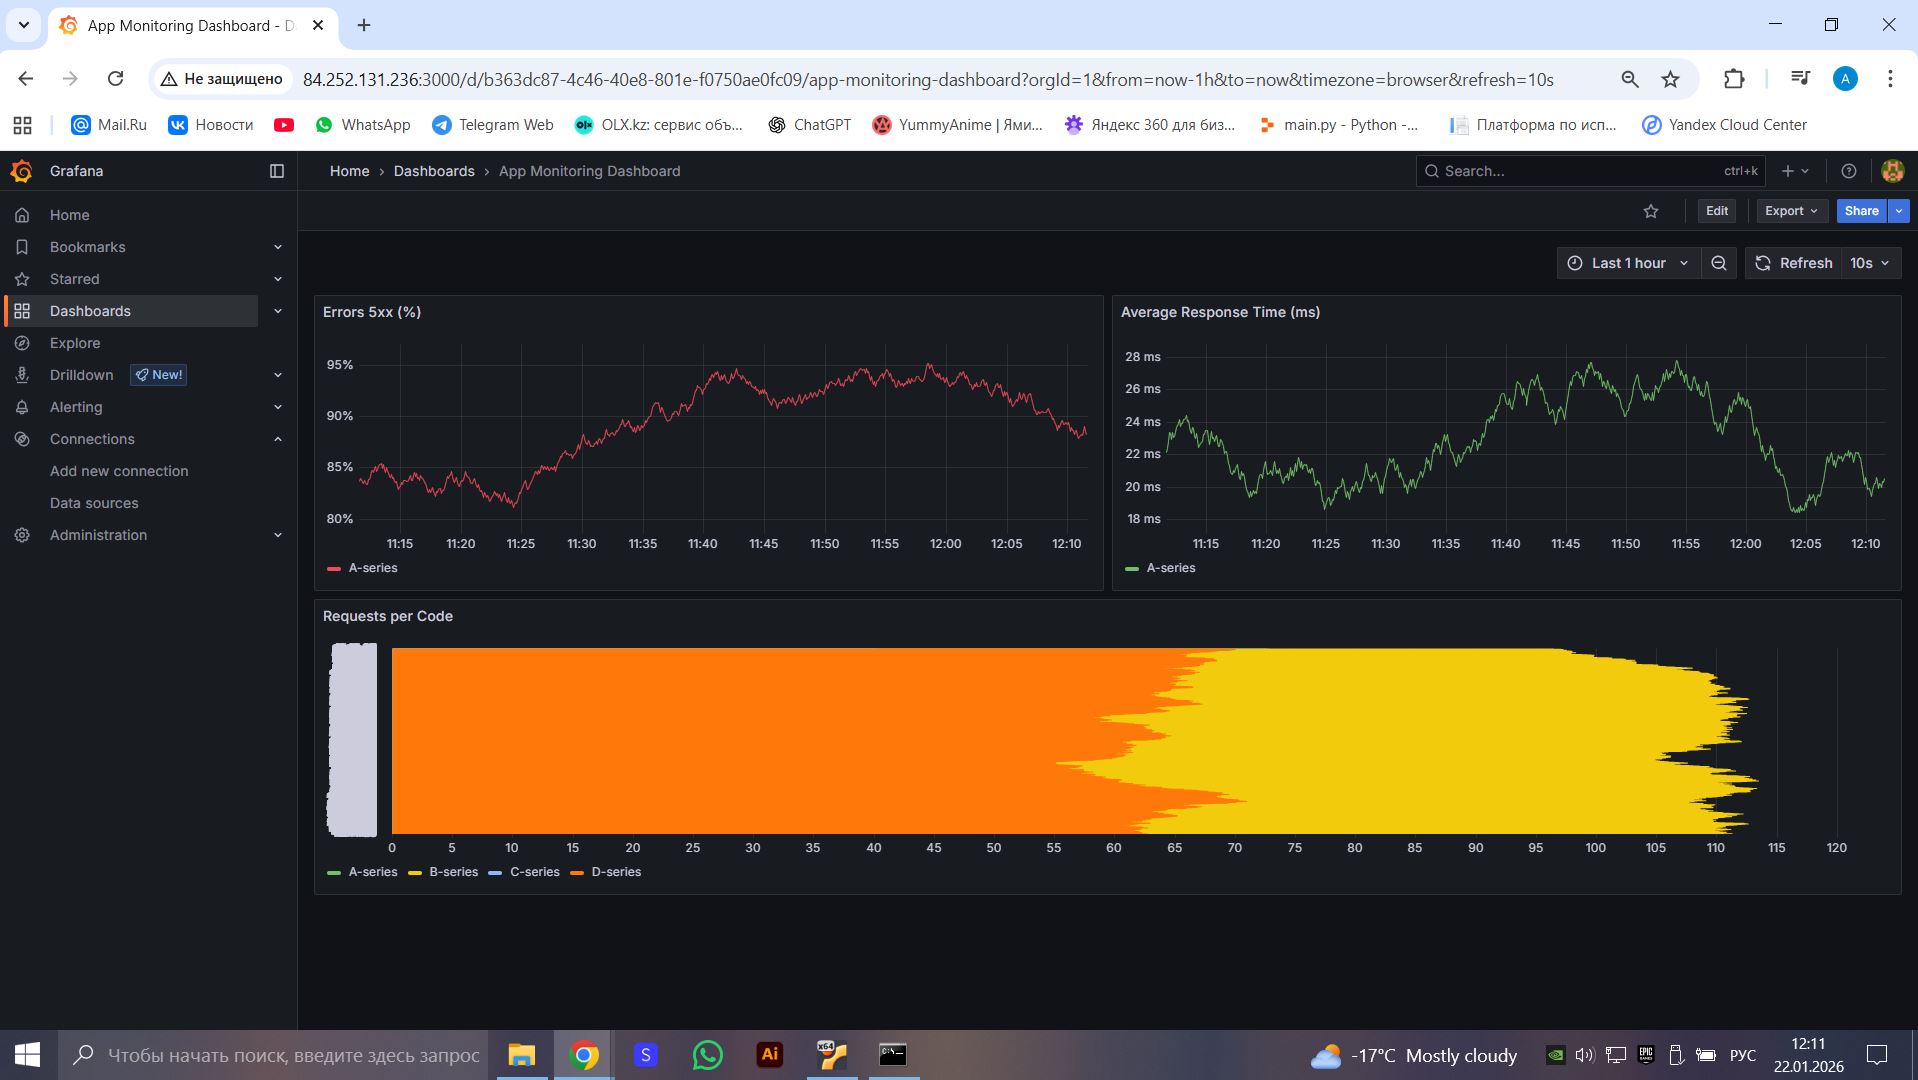 App Monitoring Dashboard - D
Не защищено
84.252.131.236:3000/d/b363dc87-4c46-40e8-801e-f0750ae0fc09/app-monitoring-dashboard?orgId=1&from=now-1h&to=now&timezone=browser&refresh=10s
A
Mail.Ru
Новости
WhatsApp
Telegram Web
OLX.kz: сервис объ...
ChatGPT
YummyAnime | Ями...
Яндекс 360 для биз...
main.py - Python -...
Платформа по исп...
Yandex Cloud Center
Grafana
Home › Dashboards › App Monitoring Dashboard
Search...
ctrl+k
Home
Bookmarks
Starred
Dashboards
Explore
Drilldown
New!
Alerting
Connections
Add new connection
Data sources
Administration
Edit
Export
Share
Last 1 hour
Refresh
10s
Errors 5xx (%)
95%
90%
85%
80%
11:15 11:20 11:25 11:30 11:35 11:40 11:45 11:50 11:55 12:00 12:05 12:10
A-series
Average Response Time (ms)
28 ms
26 ms
24 ms
22 ms
20 ms
18 ms
11:15 11:20 11:25 11:30 11:35 11:40 11:45 11:50 11:55 12:00 12:05 12:10
A-series
Requests per Code
0 5 10 15 20 25 30 35 40 45 50 55 60 65 70 75 80 85 90 95 100 105 110 115 120
A-series B-series C-series D-series
Чтобы начать поиск, введите здесь запрос
S
Ai
x64
-17°C Mostly cloudy
РУС
12:11
22.01.2026